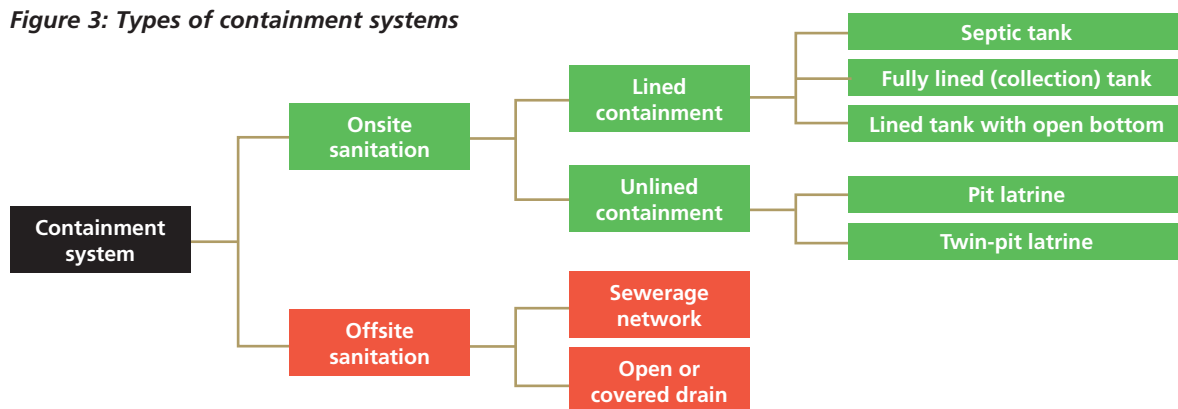 Figure 3: Types of containment systems
Containment
system
Onsite
sanitation
Lined
containment
Septic tank
Fully lined (collection) tank
Lined tank with open bottom
Unlined
containment
Pit latrine
Twin-pit latrine
Offsite
sanitation
Sewerage
network
Open or
covered drain